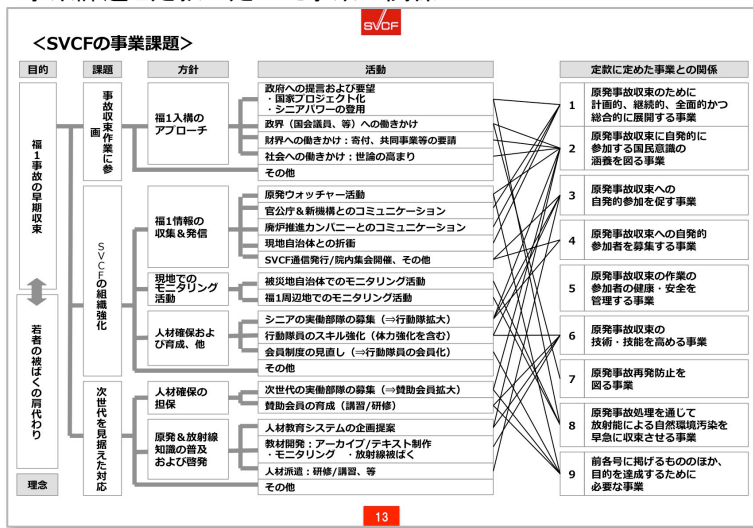 SVCF
<SVCFの事業課題>
目的
課題
方針
活動
定款に定めた事業との関係
福1事故の早期収束
若者の被ばくの肩代わり
理念
事故収束作業に参
画
SVCFの組織
強化
次世代を見据えた対応
福1入構の
アプローチ
福1情報の
収集&発信
現地での
モニタリング
活動
人材確保およ
び育成、他
人材確保の
担保
原発&放射線
知識の普及
および啓発
政府への提言および要望
・国家プロジェクト化
・シニアパワーの登用
政界(国会議員、等)への働きかけ
財界への働きかけ:寄付、共同事業等の要請
社会への働きかけ:世論の高まり
その他
原発ウォッチャー活動
官公庁&新機構とのコミュニケーション
廃炉推進カンパニーとのコミュニケーション
現地自治体との折衝
SVCF通信発行/院内集会開催、その他
被災地自治体でのモニタリング活動
福1周辺地でのモニタリング活動
シニアの実働部隊の募集(⇒行動隊拡大)
行動隊員のスキル強化(体力強化を含む)
会員制度の見直し(⇒行動隊員の会員化)
その他
次世代の実働部隊の募集(⇒賛助会員拡大)
賛助会員の育成(講習/研修)
人材教育システムの企画提案
教材開発:アーカイブ/テキスト制作
・モニタリング ・放射線被ばく
人材派遣:研修/講習、等
その他
1 原発事故収束のために
計画的、継続的、全面的かつ
総合的に展開する事業
2 原発事故収束に自発的に
参加する国民意識の
涵養を図る事業
3 原発事故収束への
自発的参加を促す事業
4 原発事故収束への自発的
参加者を募集する事業
5 原発事故収束の作業の
参加者の健康・安全を
管理する事業
6 原発事故収束の
技術・技能を高める事業
7 原発事故再発防止を
図る事業
8 原発事故処理を通じて
放射能による自然環境汚染を
早急に収束させる事業
9 前各号に掲げるもののほか、
目的を達成するために
必要な事業
13